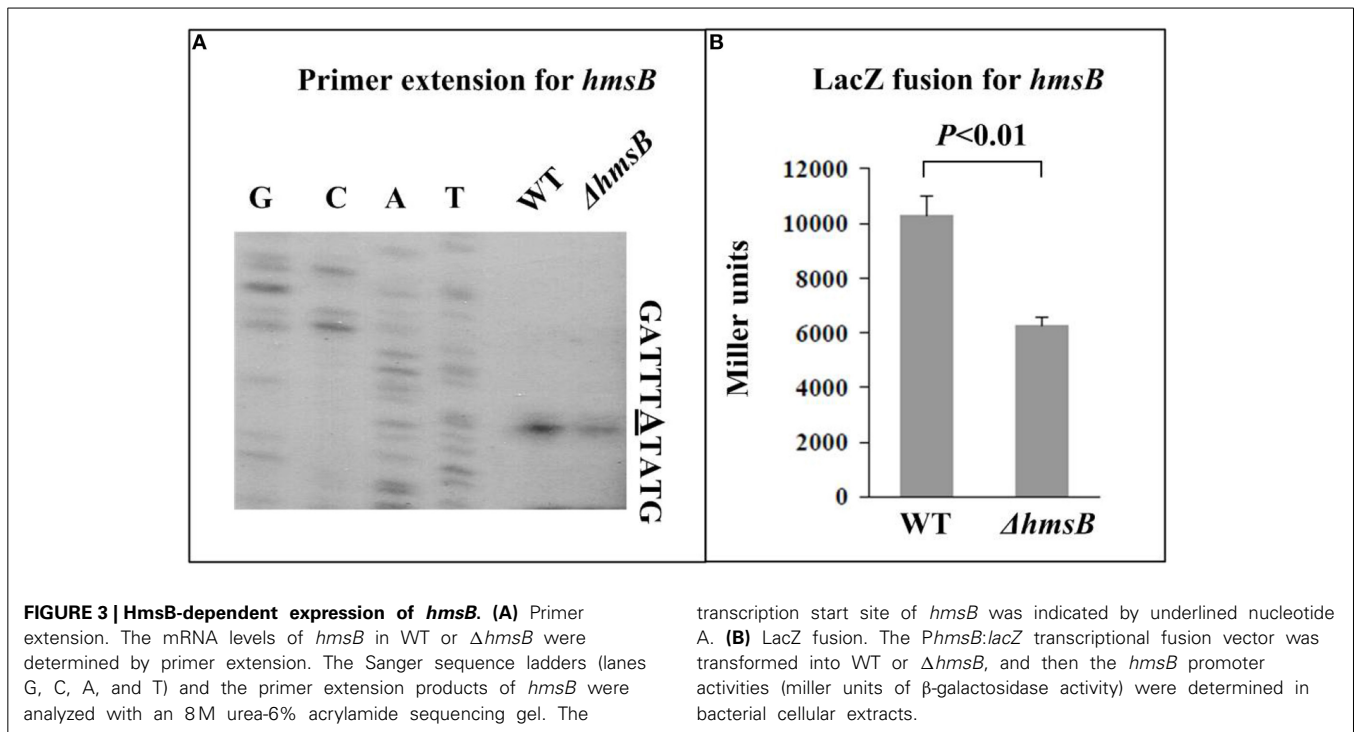 A
Primer extension for hmsB
G C A T WT ΔhmsB
GATTTATATG
B
LacZ fusion for hmsB
P<0.01
Miller units
12000
10000
8000
6000
4000
2000
0
WT ΔhmsB
FIGURE 3 | HmsB-dependent expression of hmsB. (A) Primer
extension. The mRNA levels of hmsB in WT or ΔhmsB were
determined by primer extension. The Sanger sequence ladders (lanes
G, C, A, and T) and the primer extension products of hmsB were
analyzed with an 8 M urea-6% acrylamide sequencing gel. The
transcription start site of hmsB was indicated by underlined nucleotide
A. (B) LacZ fusion. The PhmsB:lacZ transcriptional fusion vector was
transformed into WT or ΔhmsB, and then the hmsB promoter
activities (miller units of β-galactosidase activity) were determined in
bacterial cellular extracts.